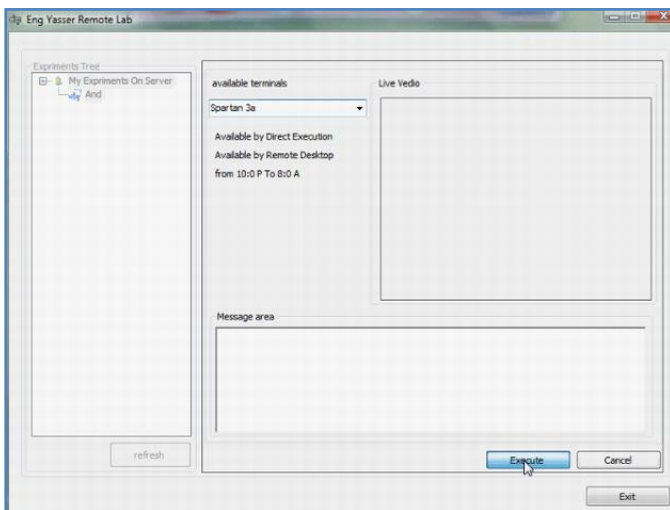 Eng Yasser Remote Lab
Expriments Tree
My Expriments On Server
And
refresh
available terminals
Spartan 3a
Available by Direct Execution
Available by Remote Desktop
from 10:0 P To 8:0 A
Live Vedio
Message area
Execute
Cancel
Exit